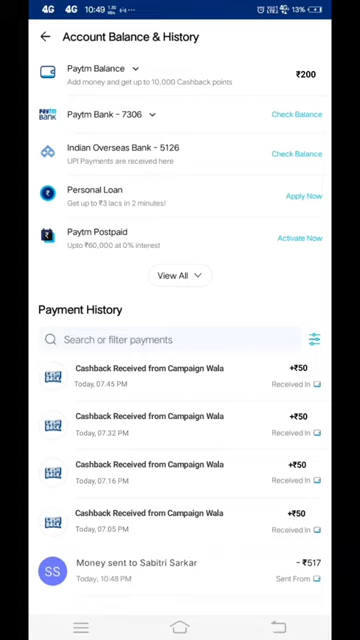 4G 4G 10:49
13%
Account Balance & History
Paytm Balance
Add money and get up to 10,000 Cashback points
₹200
Paytm Bank - 7306
Check Balance
Indian Overseas Bank - 5126
UPI Payments are received here
Check Balance
Personal Loan
Get up to ₹3 lacs in 2 minutes!
Apply Now
Paytm Postpaid
Upto ₹60,000 at 0% interest
Activate Now
View All
Payment History
Search or filter payments
Cashback Received from Campaign Wala
+₹50
Today, 07.45 PM
Received In
Cashback Received from Campaign Wala
+₹50
Today, 07.32 PM
Received In
Cashback Received from Campaign Wala
+₹50
Today, 07.16 PM
Received In
Cashback Received from Campaign Wala
+₹50
Today, 07.05 PM
Received In
SS
Money sent to Sabitri Sarkar
- ₹517
Today, 10:48 PM
Sent From